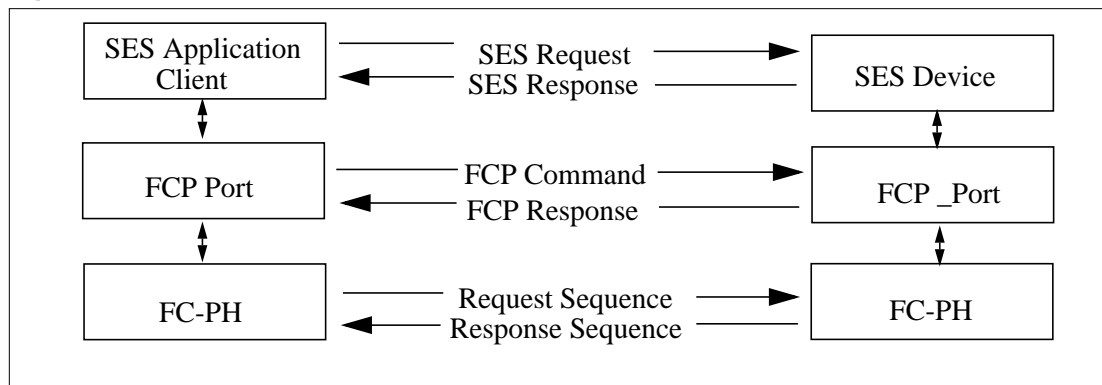 SES Application
Client
SES Request
SES Response
SES Device
FCP Port
FCP Command
FCP Response
FCP _Port
FC-PH
Request Sequence
Response Sequence
FC-PH